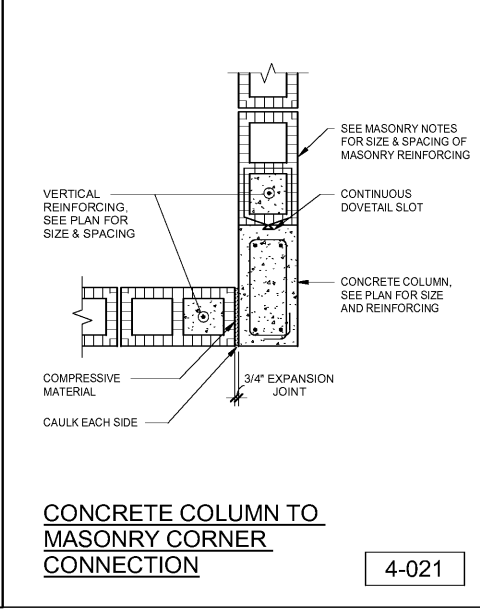 SEE MASONRY NOTES
FOR SIZE & SPACING OF
MASONRY REINFORCING
VERTICAL
REINFORCING,
SEE PLAN FOR
SIZE & SPACING
CONTINUOUS
DOVETAIL SLOT
CONCRETE COLUMN,
SEE PLAN FOR SIZE
AND REINFORCING
COMPRESSIVE
MATERIAL
3/4" EXPANSION
JOINT
CAULK EACH SIDE
CONCRETE COLUMN TO
MASONRY CORNER
CONNECTION
4-021